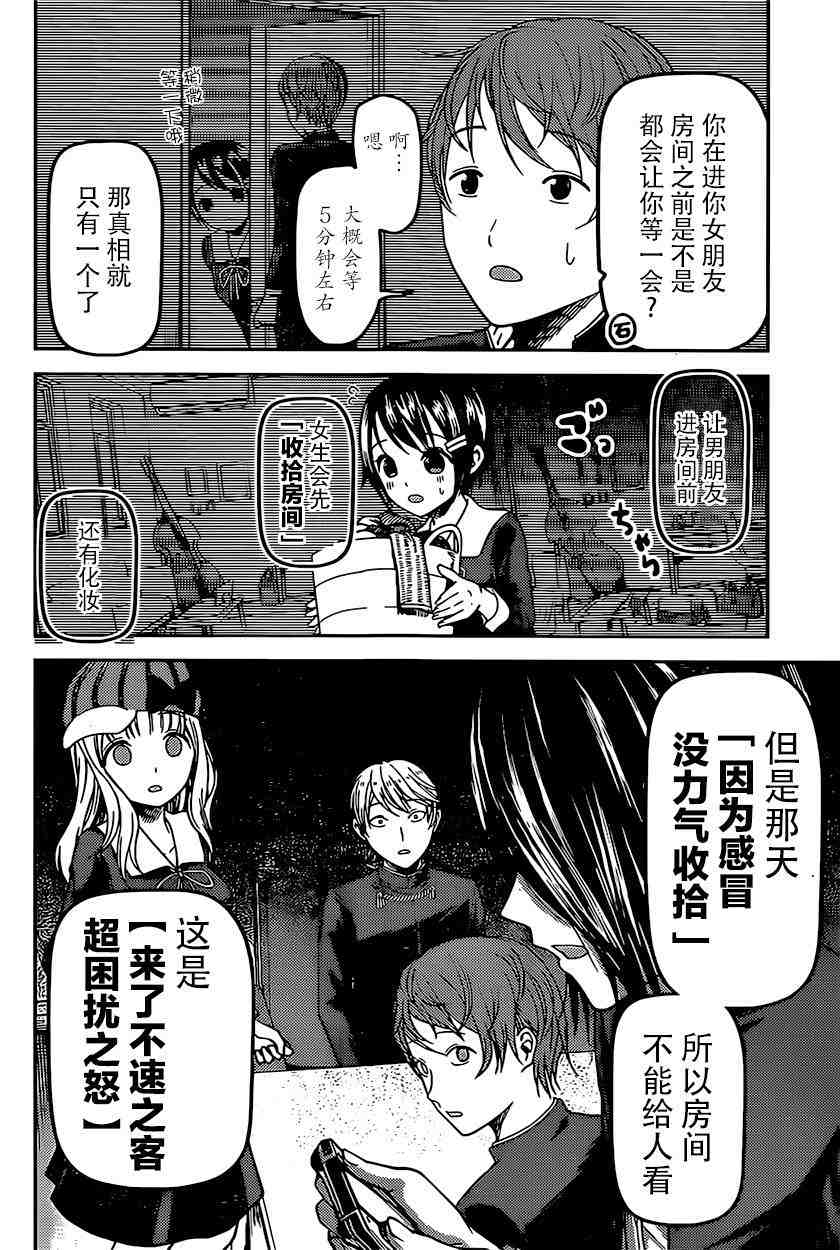 你在进你女朋友
房间之前是不是
都会让你等一会？
石
啊…
嗯
大概会等
5分钟左右
稍微
等一下哦
那真相就
只有一个了
让男朋友
进房间前
ゴソッ
ちゃっ
女生会先
「收拾房间」
还有化妆
但是那天
「因为感冒
没力气收拾」
所以房间
不能给人看
这是
【来了不速之客
超困扰之怒】